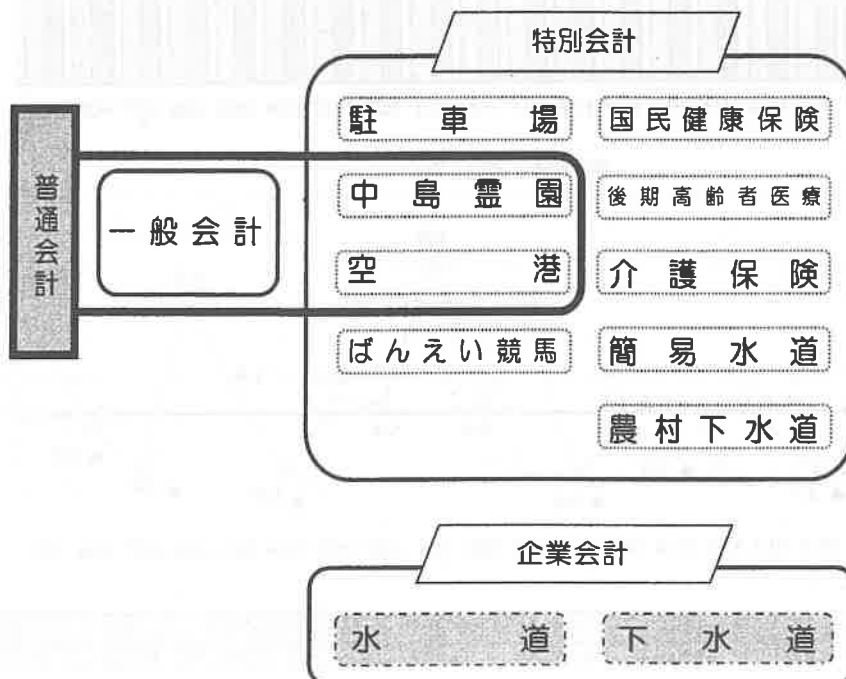 特別会計
駐車場
国民健康保険
普通会計
一般会計
中島霊園
後期高齢者医療
空港
介護保険
ばんえい競馬
簡易水道
農村下水道
企業会計
水道
下水道